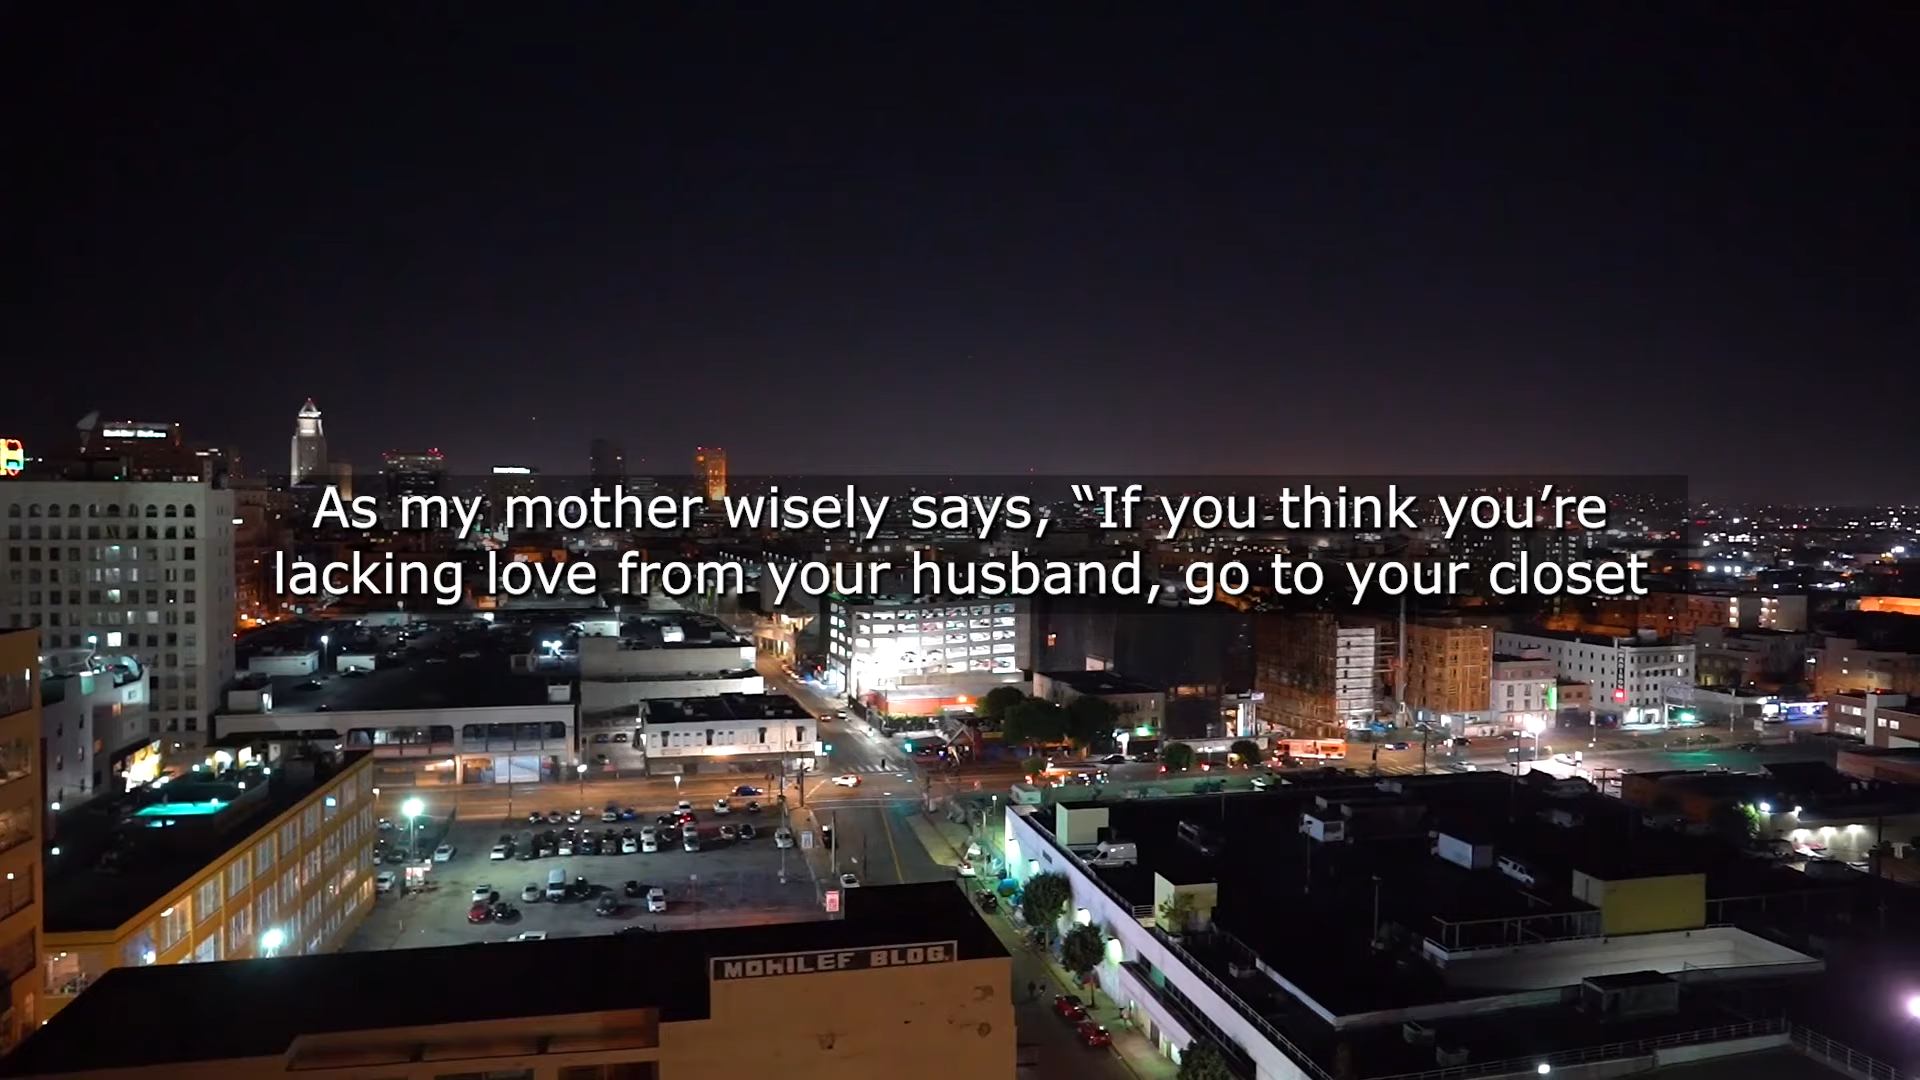 As my mother wisely says, “If you think you’re
lacking love from your husband, go to your closet
MOHILEF BLDG.